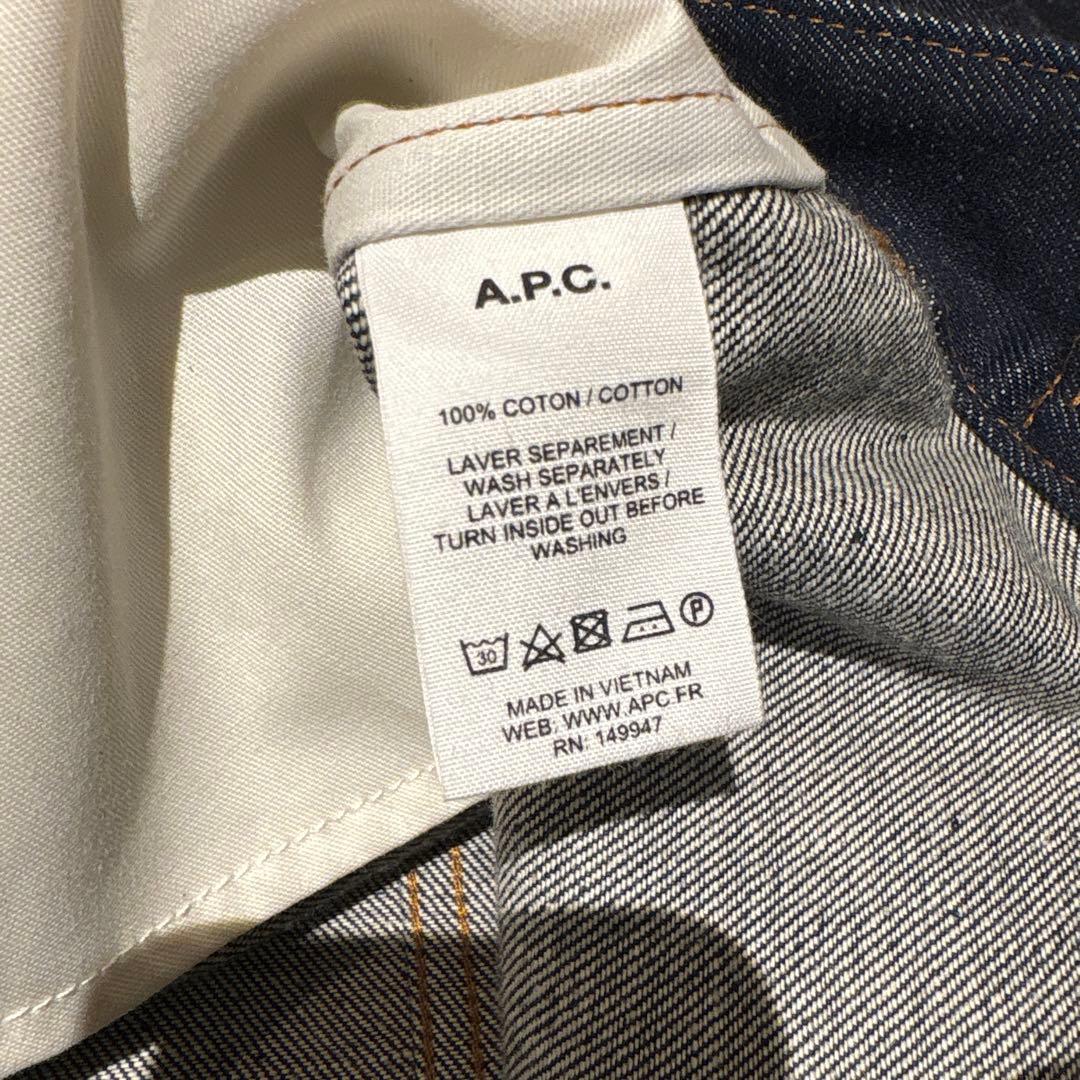 A.P.C.
100% COTON / COTTON
LAVER SEPAREMENT /
WASH SEPARATELY
LAVER A L'ENVERS /
TURN INSIDE OUT BEFORE
WASHING
30 P
MADE IN VIETNAM
WEB. WWW.APC.FR
RN: 149947